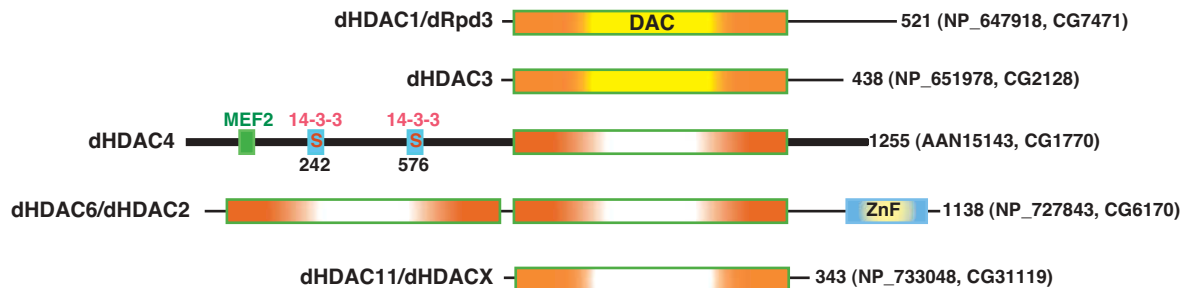 dHDAC1/dRpd3 DAC 521 (NP_647918, CG7471)
dHDAC3 438 (NP_651978, CG2128)
MEF2 14-3-3 14-3-3
dHDAC4 S S 1255 (AAN15143, CG1770)
242 576
dHDAC6/dHDAC2 ZnF 1138 (NP_727843, CG6170)
dHDAC11/dHDACX 343 (NP_733048, CG31119)